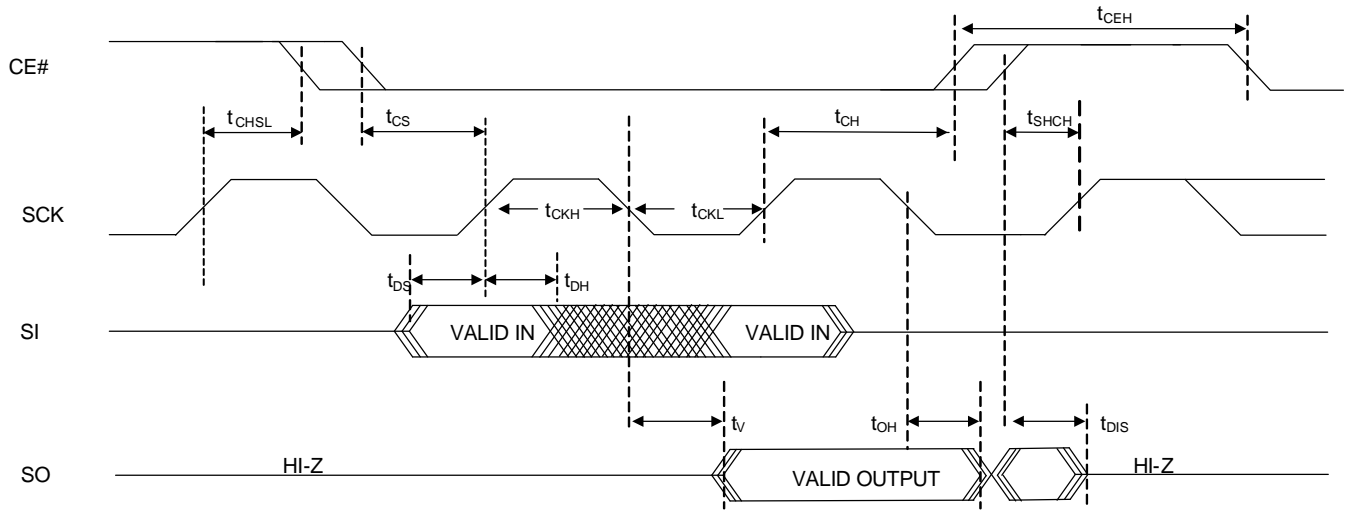 tCEH
CE#
tCHSL
tCS
tCH
tSHCH
SCK
tCKH
tCKL
tDS
tDH
SI
VALID IN
VALID IN
tV
tOH
tDIS
SO
HI-Z
VALID OUTPUT
HI-Z